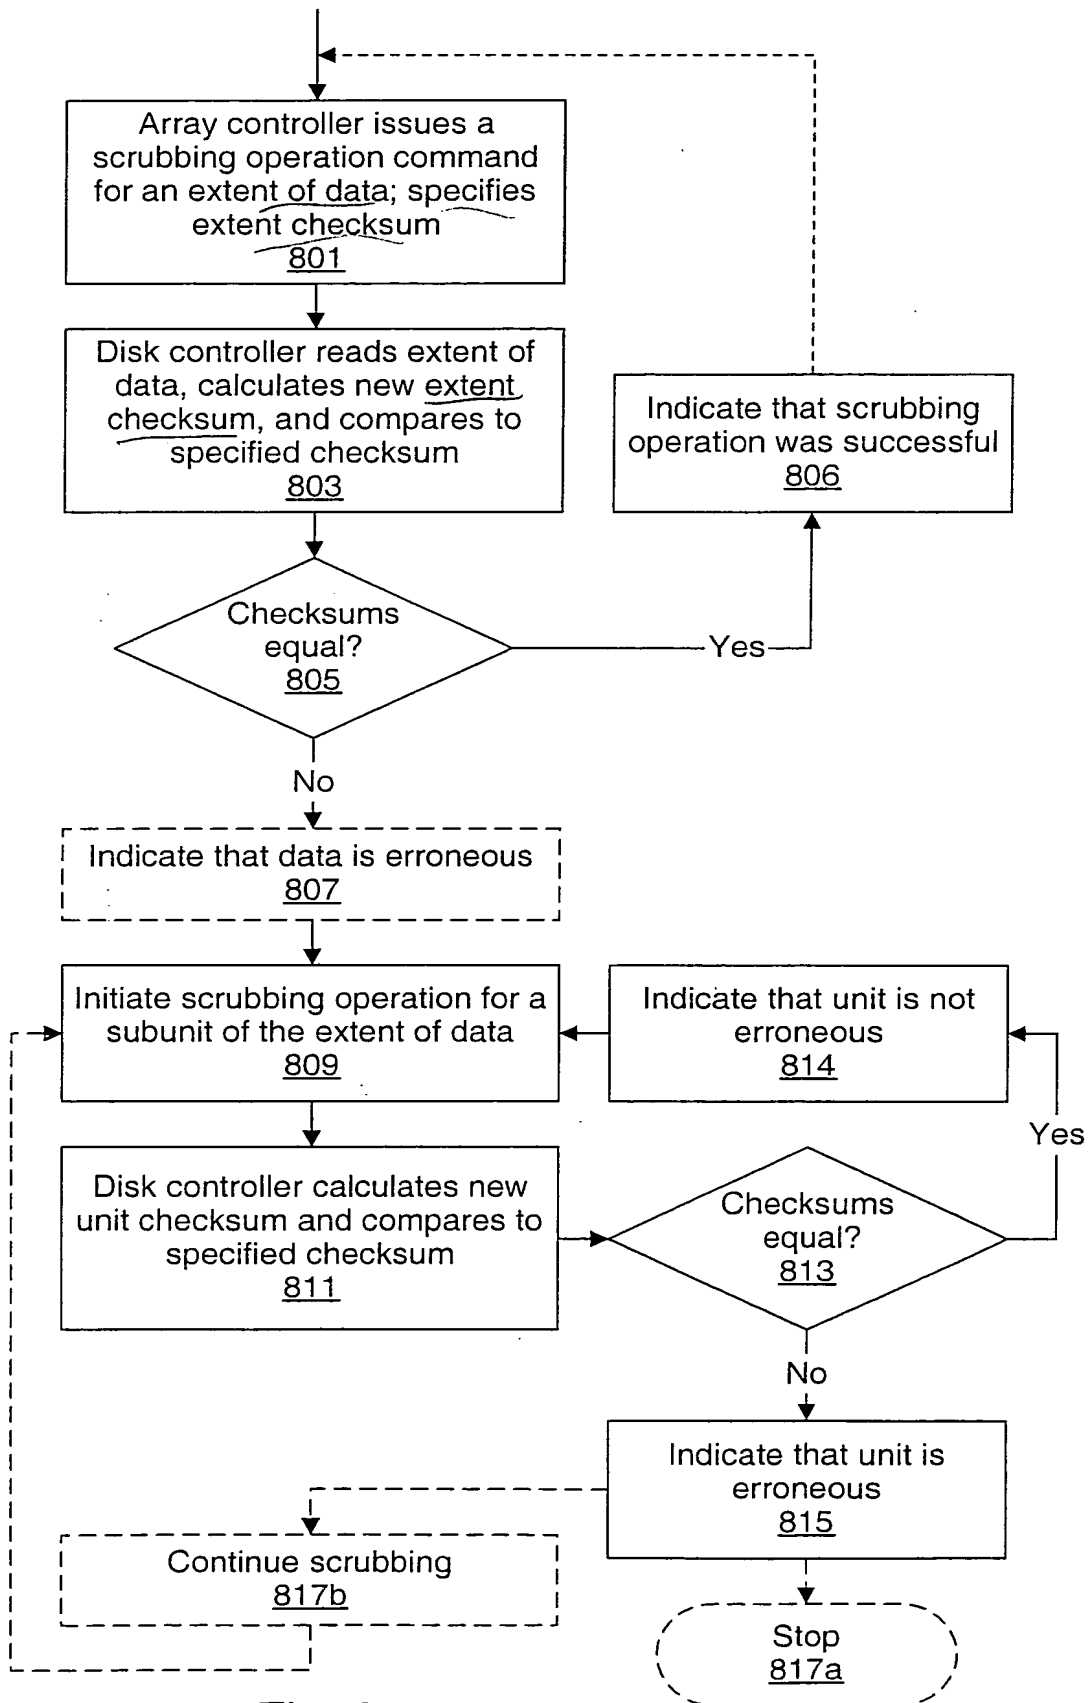 Array controller issues a
scrubbing operation command
for an extent of data; specifies
extent checksum
801
Disk controller reads extent of
data, calculates new extent
checksum, and compares to
specified checksum
803
Indicate that scrubbing
operation was successful
806
Checksums
equal?
805
Yes
No
Indicate that data is erroneous
807
Initiate scrubbing operation for a
subunit of the extent of data
809
Indicate that unit is not
erroneous
814
Yes
Disk controller calculates new
unit checksum and compares to
specified checksum
811
Checksums
equal?
813
No
Indicate that unit is
erroneous
815
Continue scrubbing
817b
Stop
817a